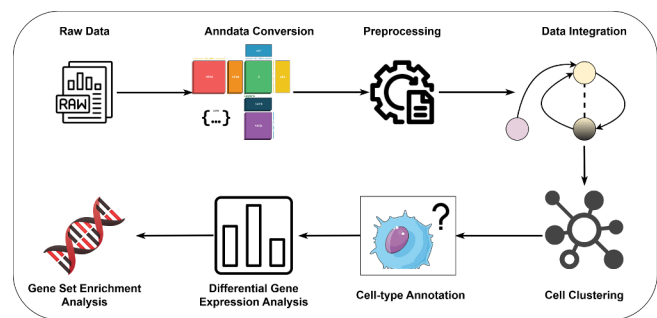 Raw Data
Anndata Conversion
Preprocessing
Data Integration
RAW
{...}
?
Gene Set Enrichment
Analysis
Differential Gene
Expression Analysis
Cell-type Annotation
Cell Clustering